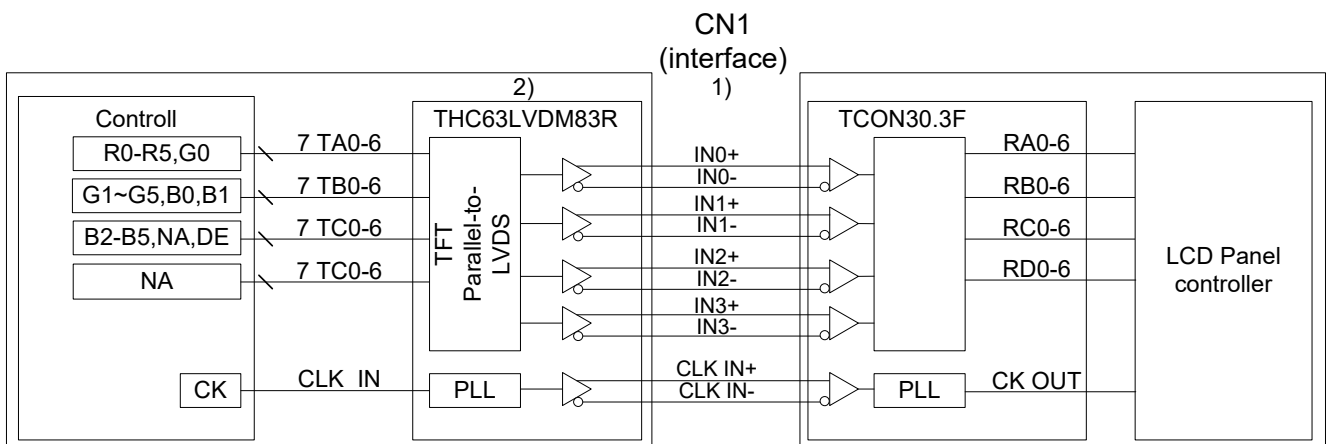 CN1
(interface)
2)
1)
Controll
THC63LVDM83R
TCON30.3F
R0-R5,G0
7 TA0-6
IN0+
IN0-
RA0-6
G1~G5,B0,B1
7 TB0-6
IN1+
IN1-
RB0-6
B2-B5,NA,DE
7 TC0-6
IN2+
IN2-
RC0-6
NA
7 TC0-6
IN3+
IN3-
RD0-6
TFT
Parallel-to-
LVDS
LCD Panel
controller
CK
CLK IN
PLL
CLK IN+
CLK IN-
PLL
CK OUT